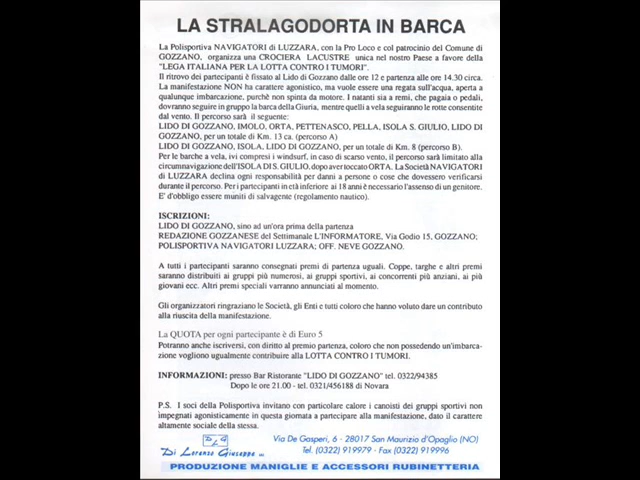 LA STRALAGODORTA IN BARCA
La Polisportiva NAVIGATORI di LUZZARA, con la Pro Loco e col patrocinio del Comune di
GOZZANO, organizza una CROCIERA LACUSTRE unica nel nostro Paese a favore della
"LEGA ITALIANA PER LA LOTTA CONTRO I TUMORI".
Il ritrovo dei partecipanti è fissato al Lido di Gozzano dalle ore 12 e partenza alle ore 14.30 circa.
La manifestazione NON ha carattere agonistico, ma vuole essere una regata sull'acqua, aperta a
qualunque imbarcazione, purchè non spinta da motore. I natanti sia a remi, che pagaia o pedali,
dovranno seguire in gruppo la barca della Giuria, mentre quelli a vela seguiranno le rotte consentite
dal vento. Il percorso sarà il seguente:
LIDO DI GOZZANO, IMOLO, ORTA, PETTENASCO, PELLA, ISOLA S. GIULIO, LIDO DI
GOZZANO, per un totale di Km. 13 ca. (percorso A)
LIDO DI GOZZANO, ISOLA, LIDO DI GOZZANO, per un totale di Km. 8 (percorso B).
Per le barche a vela, ivi compresi i windsurf, in caso di scarso vento, il percorso sarà limitato alla
circumnavigazione dell'ISOLA DI S. GIULIO, dopo aver toccato ORTA. La Società NAVIGATORI
di LUZZARA declina ogni responsabilità per danni a persone o cose che dovessero verificarsi
durante il percorso. Per i partecipanti in età inferiore ai 18 anni è necessario l'assenso di un genitore.
E' d'obbligo essere muniti di salvagente (regolamento nautico).
ISCRIZIONI:
LIDO DI GOZZANO, sino ad un'ora prima della partenza
REDAZIONE GOZZANESE del Settimanale L'INFORMATORE, Via Godio 15, GOZZANO;
POLISPORTIVA NAVIGATORI LUZZARA; OFF. NEVE GOZZANO.
A tutti i partecipanti saranno consegnati premi di partenza uguali. Coppe, targhe e altri premi
saranno distribuiti ai gruppi più numerosi, ai gruppi sportivi, ai concorrenti più anziani, ai più
giovani ecc. Altri premi speciali varranno annunciati al momento.
Gli organizzatori ringraziano le Società, gli Enti e tutti coloro che hanno voluto dare un contributo
alla riuscita della manifestazione.
La QUOTA per ogni partecipante è di Euro 5
Potranno anche iscriversi, con diritto al premio partenza, coloro che non possedendo un'imbarca-
zione vogliono ugualmente contribuire alla LOTTA CONTRO I TUMORI.
INFORMAZIONI: presso Bar Ristorante "LIDO DI GOZZANO" tel. 0322/94385
Dopo le ore 21.00 - tel. 0321/456188 di Novara
P.S. I soci della Polisportiva invitano con particolare calore i canoisti dei gruppi sportivi non
impegnati agonisticamente in questa giornata a partecipare alla manifestazione, dato il carattere
altamente sociale della stessa.
DLG
Di Lorenzo Giuseppe
Via De Gasperi, 6 - 28017 San Maurizio d'Opaglio (NO)
Tel. (0322) 919979 - Fax (0322) 919996
PRODUZIONE MANIGLIE E ACCESSORI RUBINETTERIA